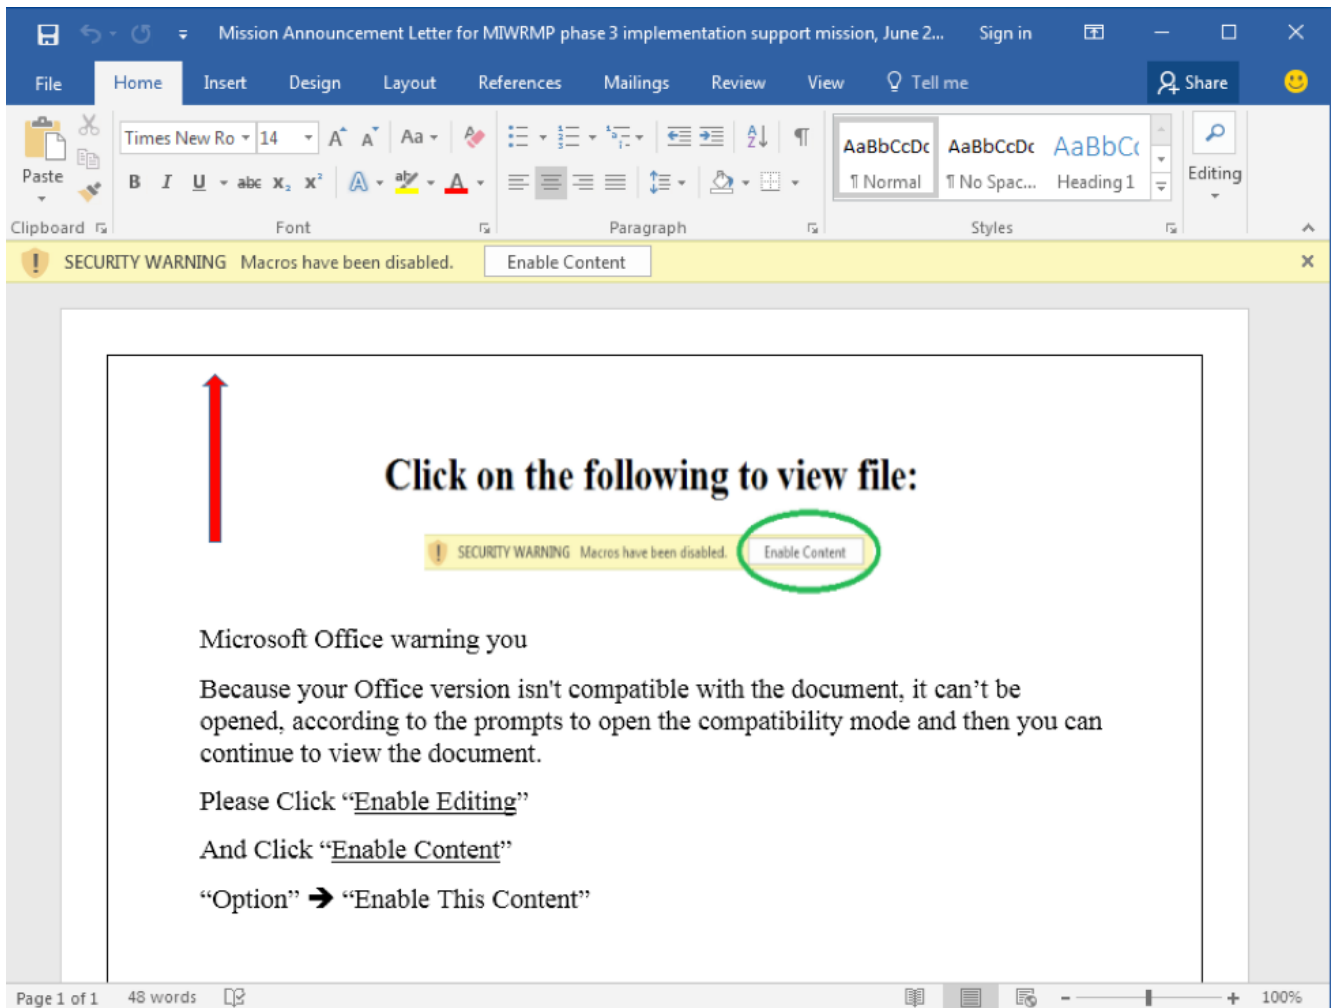 Mission Announcement Letter for MIWRMP phase 3 implementation support mission, June 2... Sign in
File Home Insert Design Layout References Mailings Review View Tell me Share
Times New Ro 14 A A Aa
AaBbCcDc AaBbCcDc AaBbC
Paste B I U abc X₂ X² A aby A ¶ Normal ¶ No Spac... Heading 1 Editing
Clipboard Font Paragraph Styles
SECURITY WARNING Macros have been disabled. Enable Content
Click on the following to view file:
SECURITY WARNING Macros have been disabled. Enable Content
Microsoft Office warning you
Because your Office version isn't compatible with the document, it can’t be
opened, according to the prompts to open the compatibility mode and then you can
continue to view the document.
Please Click “Enable Editing”
And Click “Enable Content”
“Option” ➔ “Enable This Content”
Page 1 of 1 48 words 100%